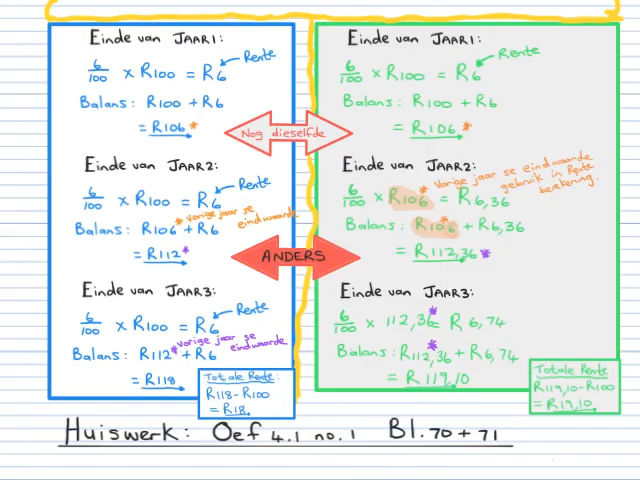 Einde van JAAR1:
6/100 × R100 = R6
Rente
Balans: R100 + R6
= R106 *
Einde van JAAR2:
6/100 × R100 = R6
Rente
Balans: R106 * + R6
* vorige jaar se eindwaarde
= R112 *
Einde van JAAR3:
6/100 × R100 = R6
Rente
Balans: R112 * + R6
* vorige jaar se eindwaarde
= R118
Totale Rente:
R118 - R100
= R18
Nog dieselfde
ANDERS
Einde van JAAR1:
6/100 × R100 = R6
Rente
Balans: R100 + R6
= R106 *
Einde van JAAR2:
6/100 × R106 * = R6,36
* Vorige jaar se eindwaarde
gebruik in Rente
berekening.
Balans: R106 * + R6,36
= R112,36 *
Einde van JAAR3:
6/100 × 112,36 * = R6,74
Balans: R112,36 * + R6,74
= R119,10
Totale Rente:
R119,10 - R100
= R19,10
Huiswerk: Oef 4.1 no. 1 Bl. 70 + 71